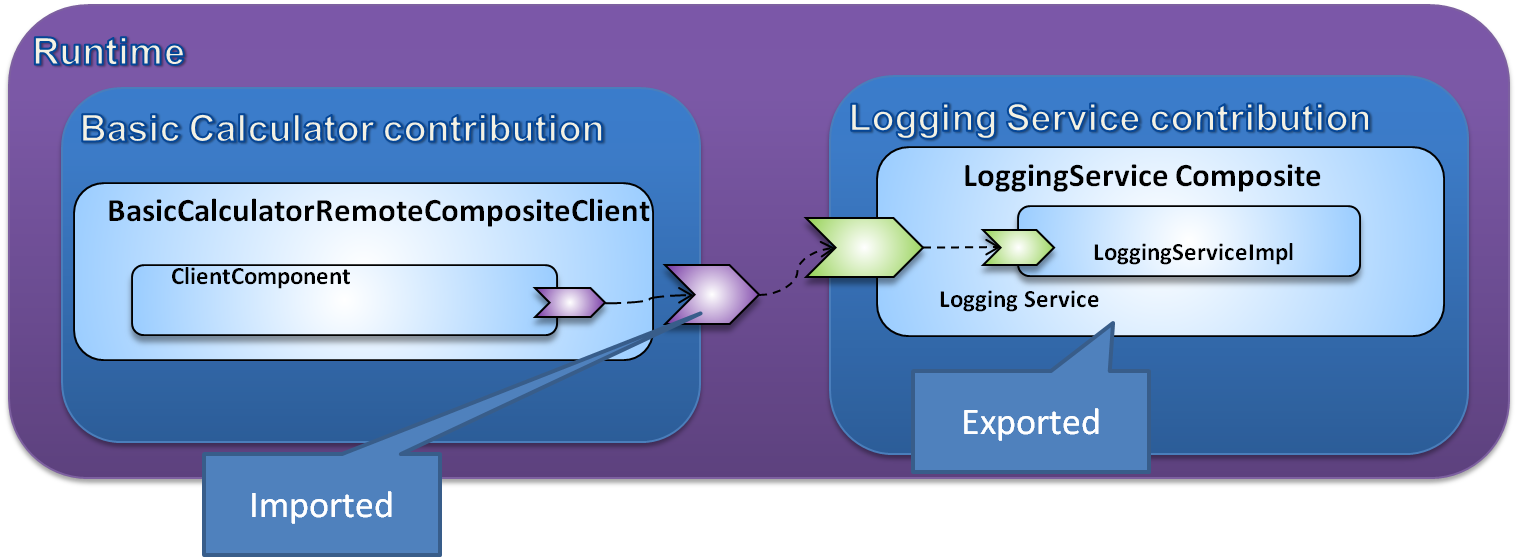 Runtime
Basic Calculator contribution
BasicCalculatorRemoteCompositeClient
ClientComponent
Imported
Logging Service contribution
LoggingService Composite
LoggingServiceImpl
Logging Service
Exported